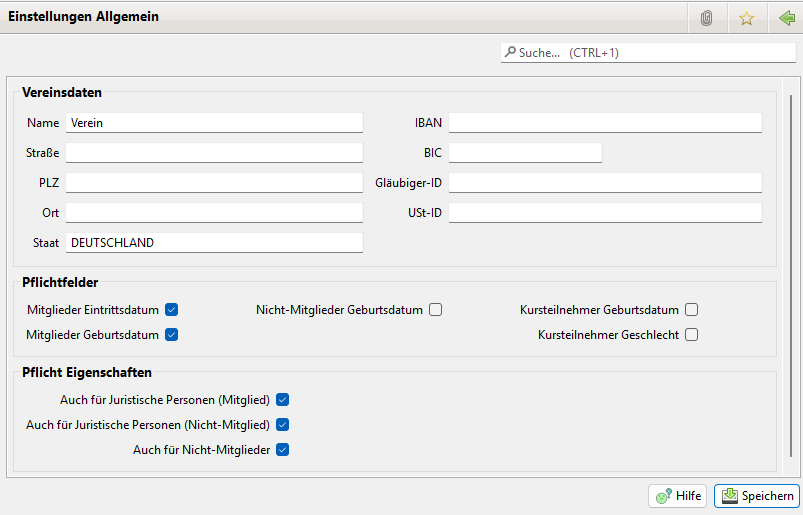 Einstellungen Allgemein
Suche... (CTRL+1)
Vereinsdaten
Name Verein IBAN
Straße BIC
PLZ Gläubiger-ID
Ort USt-ID
Staat DEUTSCHLAND
Pflichtfelder
Mitglieder Eintrittsdatum Nicht-Mitglieder Geburtsdatum Kursteilnehmer Geburtsdatum
Mitglieder Geburtsdatum Kursteilnehmer Geschlecht
Pflicht Eigenschaften
Auch für Juristische Personen (Mitglied)
Auch für Juristische Personen (Nicht-Mitglied)
Auch für Nicht-Mitglieder
Hilfe Speichern